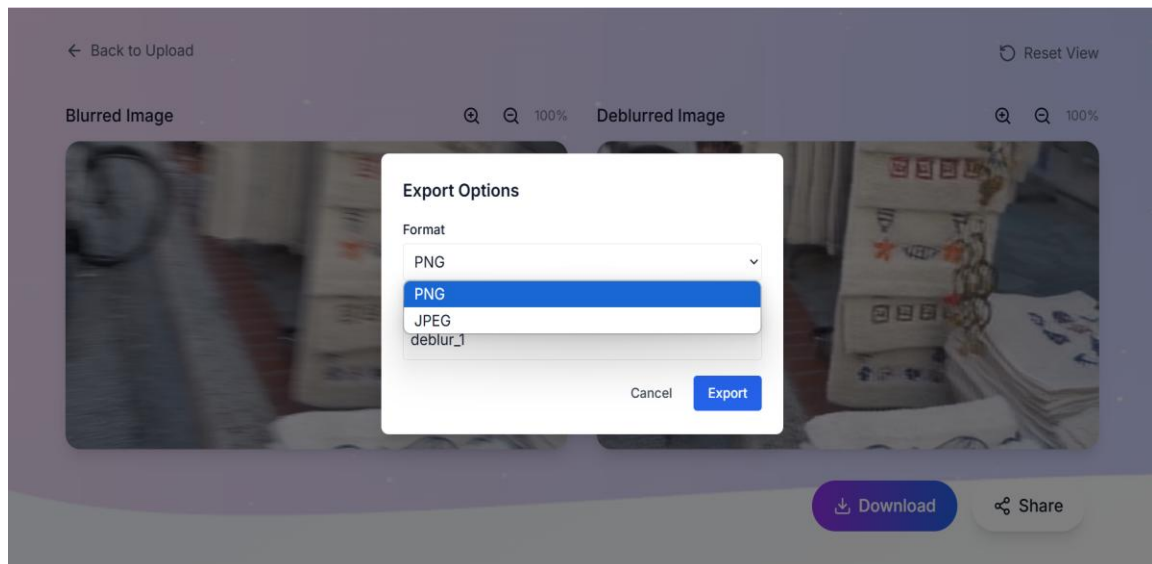 Back to Upload
Reset View
Blurred Image
100%
Deblurred Image
100%
Export Options
Format
PNG
PNG
JPEG
deblur_1
Cancel
Export
Download
Share